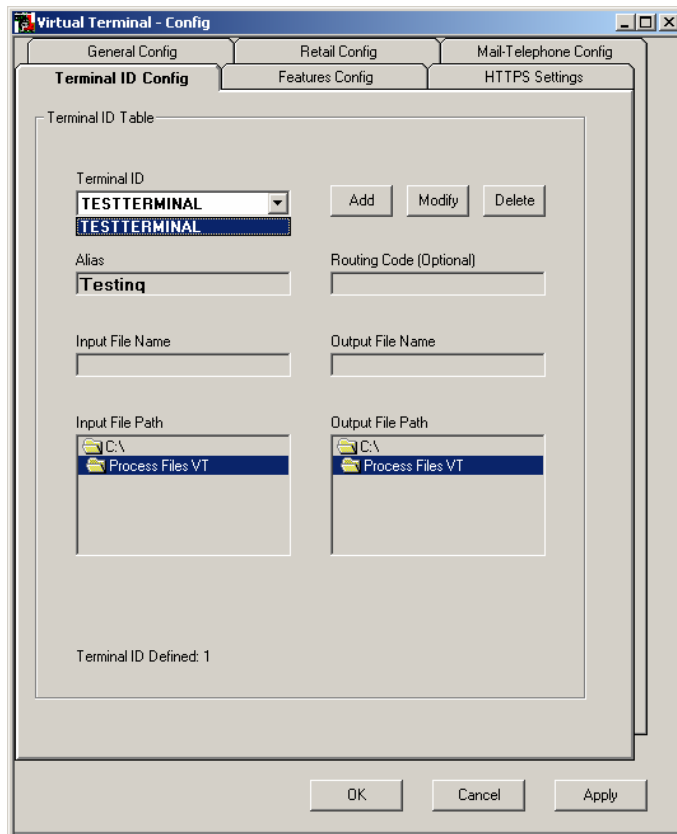 Virtual Terminal - Config
General Config Retail Config Mail-Telephone Config
Terminal ID Config Features Config HTTPS Settings
Terminal ID Table
Terminal ID
TESTTERMINAL Add Modify Delete
TESTTERMINAL
Alias Routing Code (Optional)
Testing
Input File Name Output File Name
Input File Path Output File Path
C:\ C:\
Process Files VT Process Files VT
Terminal ID Defined: 1
OK Cancel Apply